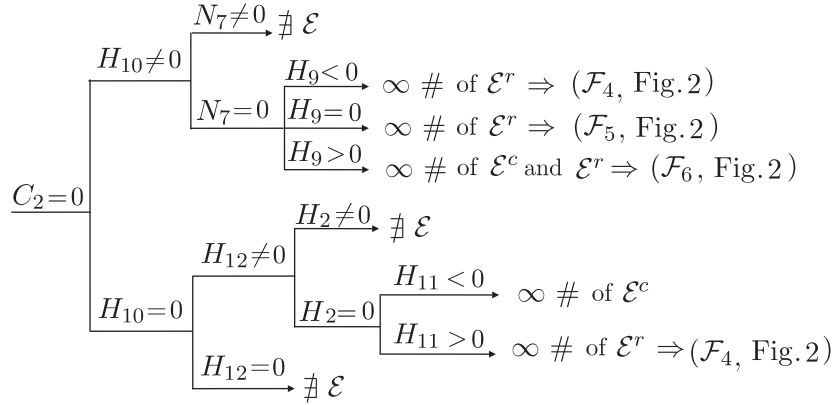 N₇≠0 ∄ ℰ
H₁₀≠0
H₉<0 ∞ # of ℰʳ ⇒ (ℱ₄, Fig. 2)
N₇=0 H₉=0 ∞ # of ℰʳ ⇒ (ℱ₅, Fig. 2)
H₉>0 ∞ # of ℰᶜ and ℰʳ ⇒ (ℱ₆, Fig. 2)
C₂=0
H₂≠0 ∄ ℰ
H₁₂≠0
H₁₁<0 ∞ # of ℰᶜ
H₁₀=0 H₂=0
H₁₁>0 ∞ # of ℰʳ ⇒ (ℱ₄, Fig. 2)
H₁₂=0 ∄ ℰ